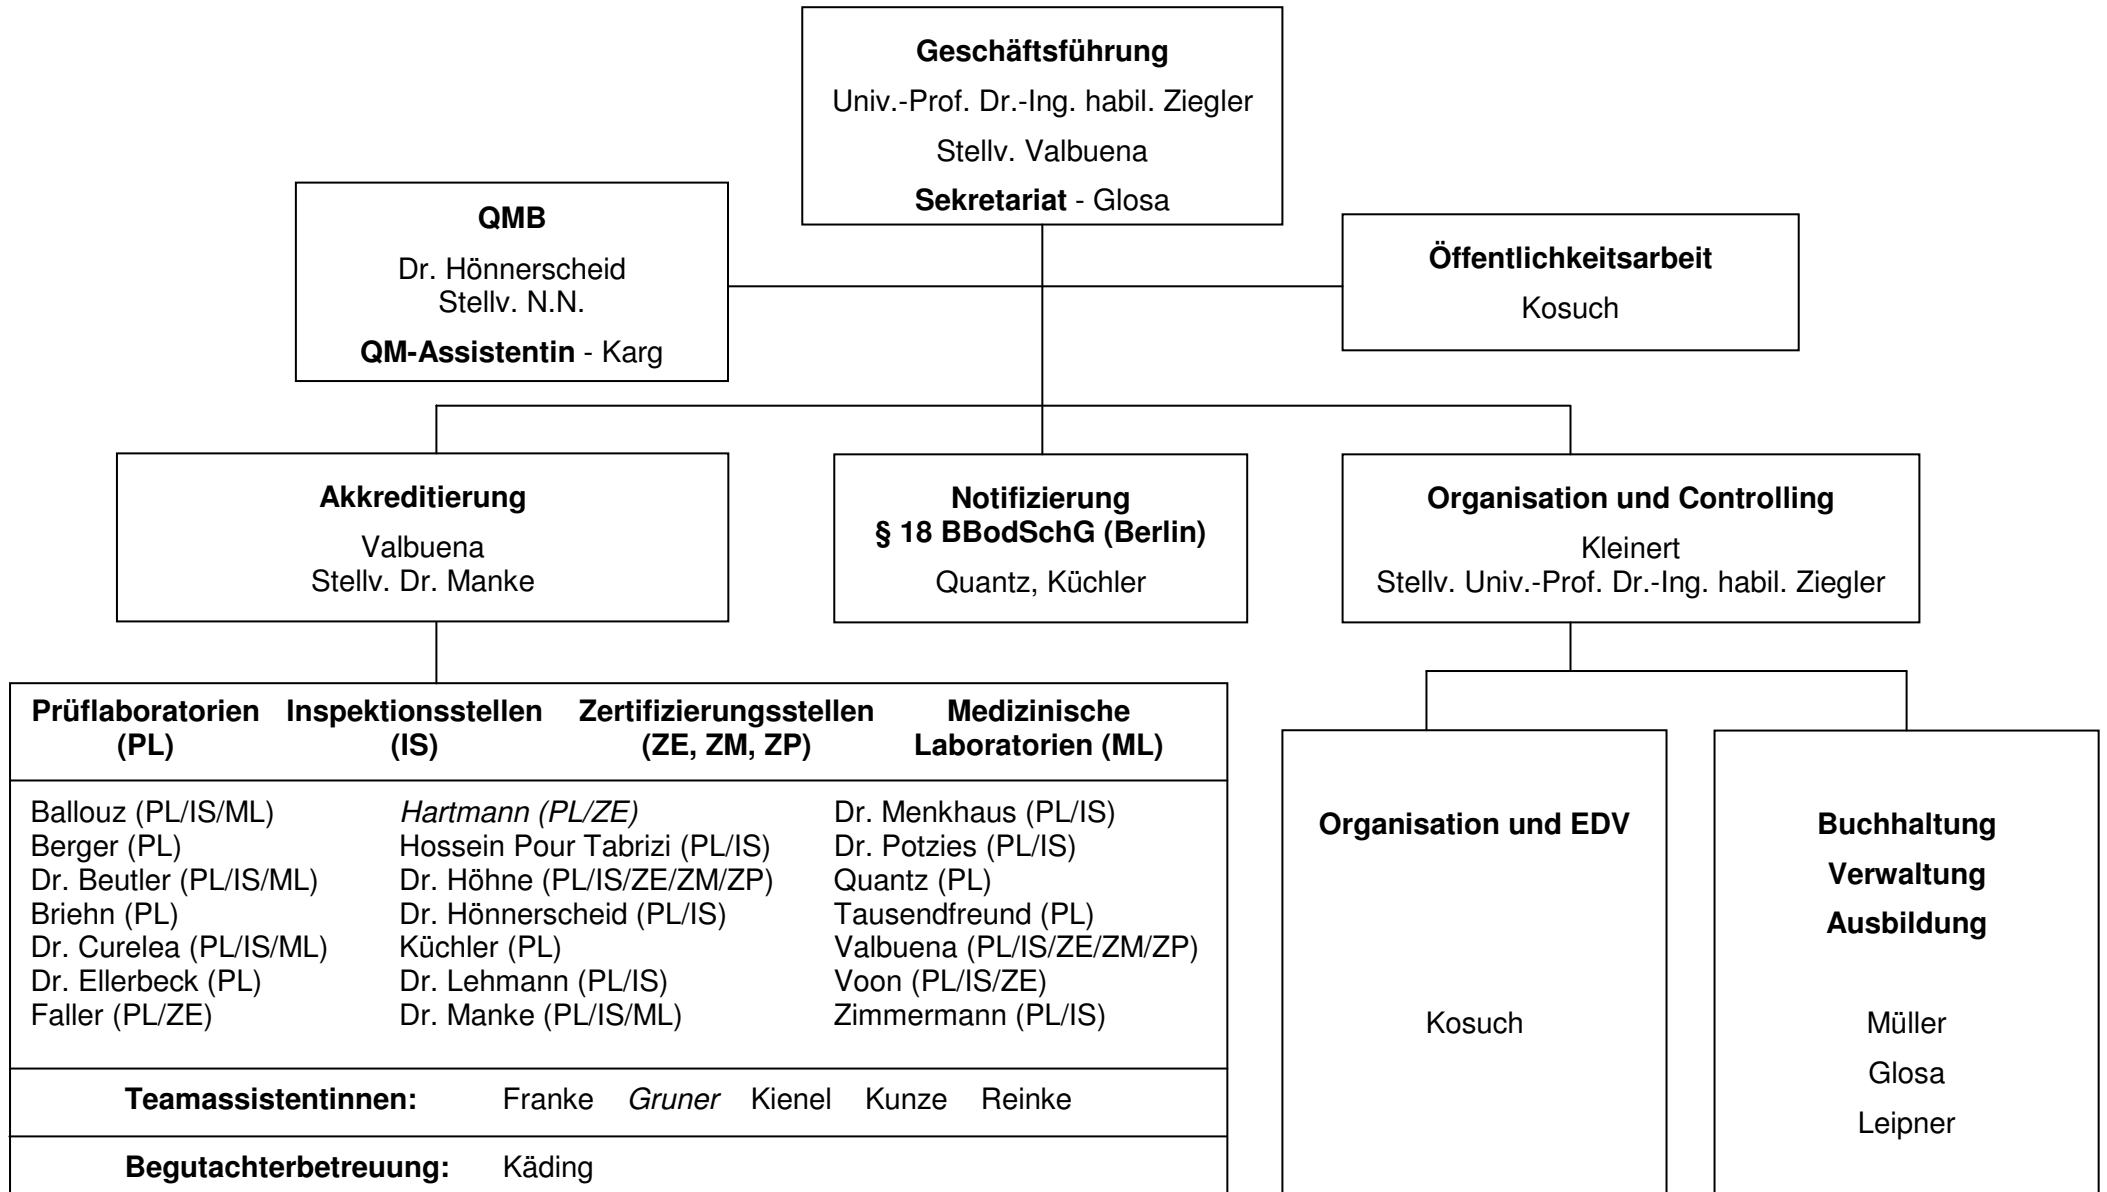 Geschäftsführung
Univ.-Prof. Dr.-Ing. habil. Ziegler
Stellv. Valbuena
Sekretariat - Glosa
QMB
Dr. Hönnerscheid
Stellv. N.N.
QM-Assistentin - Karg
Öffentlichkeitsarbeit
Kosuch
Akkreditierung
Valbuena
Stellv. Dr. Manke
Notifizierung
§ 18 BBodSchG (Berlin)
Quantz, Küchler
Organisation und Controlling
Kleinert
Stellv. Univ.-Prof. Dr.-Ing. habil. Ziegler
Prüflaboratorien
(PL)
Inspektionsstellen
(IS)
Zertifizierungsstellen
(ZE, ZM, ZP)
Medizinische
Laboratorien (ML)
Ballouz (PL/IS/ML)
Berger (PL)
Dr. Beutler (PL/IS/ML)
Briehn (PL)
Dr. Curelea (PL/IS/ML)
Dr. Ellerbeck (PL)
Faller (PL/ZE)
Hartmann (PL/ZE)
Hossein Pour Tabrizi (PL/IS)
Dr. Höhne (PL/IS/ZE/ZM/ZP)
Dr. Hönnerscheid (PL/IS)
Küchler (PL)
Dr. Lehmann (PL/IS)
Dr. Manke (PL/IS/ML)
Dr. Menkhaus (PL/IS)
Dr. Potzies (PL/IS)
Quantz (PL)
Tausendfreund (PL)
Valbuena (PL/IS/ZE/ZM/ZP)
Voon (PL/IS/ZE)
Zimmermann (PL/IS)
Teamassistentinnen: Franke Gruner Kienel Kunze Reinke
Begutachterbetreuung: Käding
Organisation und EDV
Kosuch
Buchhaltung
Verwaltung
Ausbildung
Müller
Glosa
Leipner